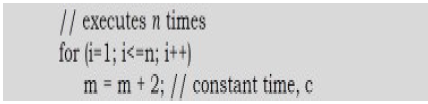 // executes n times
for (i=1; i<=n; i++)
m = m + 2; // constant time, c